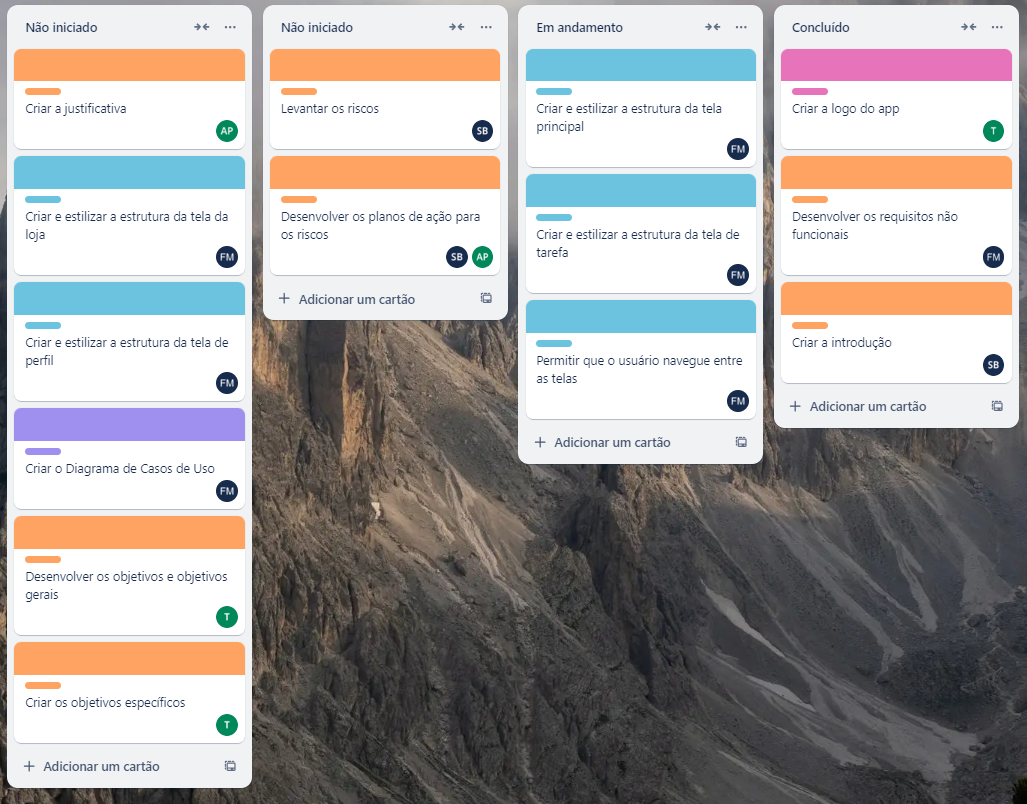 Não iniciado
Criar a justificativa
AP
Criar e estilizar a estrutura da tela da
loja
FM
Criar e estilizar a estrutura da tela de
perfil
FM
Criar o Diagrama de Casos de Uso
FM
Desenvolver os objetivos e objetivos
gerais
T
Criar os objetivos específicos
T
Adicionar um cartão
Não iniciado
Levantar os riscos
SB
Desenvolver os planos de ação para
os riscos
SB AP
Adicionar um cartão
Em andamento
Criar e estilizar a estrutura da tela
principal
FM
Criar e estilizar a estrutura da tela de
tarefa
FM
Permitir que o usuário navegue entre
as telas
FM
Adicionar um cartão
Concluído
Criar a logo do app
T
Desenvolver os requisitos não
funcionais
FM
Criar a introdução
SB
Adicionar um cartão